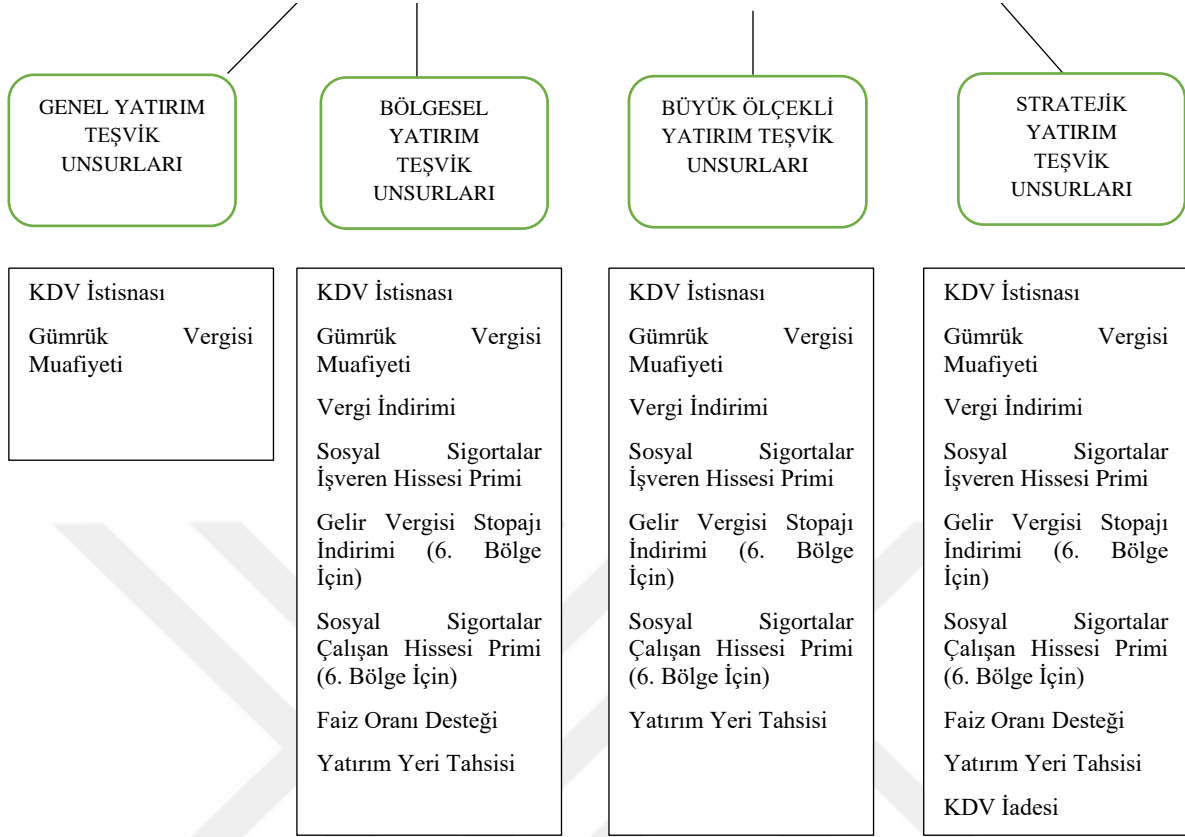 GENEL YATIRIM
TEŞVİK
UNSURLARI
BÖLGESEL
YATIRIM
TEŞVİK
UNSURLARI
BÜYÜK ÖLÇEKLİ
YATIRIM TEŞVİK
UNSURLARI
STRATEJİK
YATIRIM
TEŞVİK
UNSURLARI
KDV İstisnası
Gümrük Vergisi
Muafiyeti
KDV İstisnası
Gümrük Vergisi
Muafiyeti
Vergi İndirimi
Sosyal Sigortalar
İşveren Hissesi Primi
Gelir Vergisi Stopajı
İndirimi (6. Bölge
İçin)
Sosyal Sigortalar
Çalışan Hissesi Primi
(6. Bölge İçin)
Faiz Oranı Desteği
Yatırım Yeri Tahsisi
KDV İstisnası
Gümrük Vergisi
Muafiyeti
Vergi İndirimi
Sosyal Sigortalar
İşveren Hissesi Primi
Gelir Vergisi Stopajı
İndirimi (6. Bölge
İçin)
Sosyal Sigortalar
Çalışan Hissesi Primi
(6. Bölge İçin)
Yatırım Yeri Tahsisi
KDV İstisnası
Gümrük Vergisi
Muafiyeti
Vergi İndirimi
Sosyal Sigortalar
İşveren Hissesi Primi
Gelir Vergisi Stopajı
İndirimi (6. Bölge
İçin)
Sosyal Sigortalar
Çalışan Hissesi Primi
(6. Bölge İçin)
Faiz Oranı Desteği
Yatırım Yeri Tahsisi
KDV İadesi